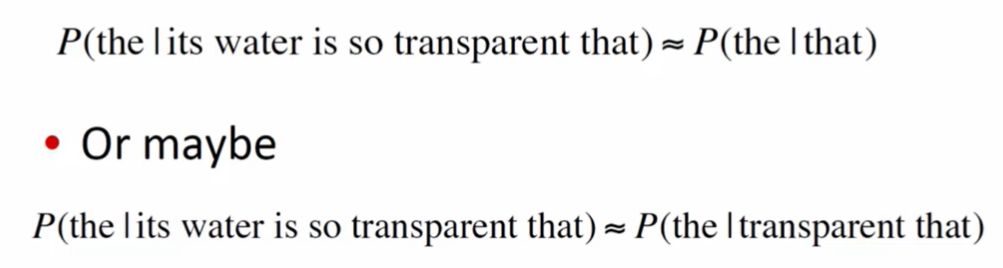 P(the | its water is so transparent that) ≈ P(the | that)
• Or maybe
P(the | its water is so transparent that) ≈ P(the | transparent that)